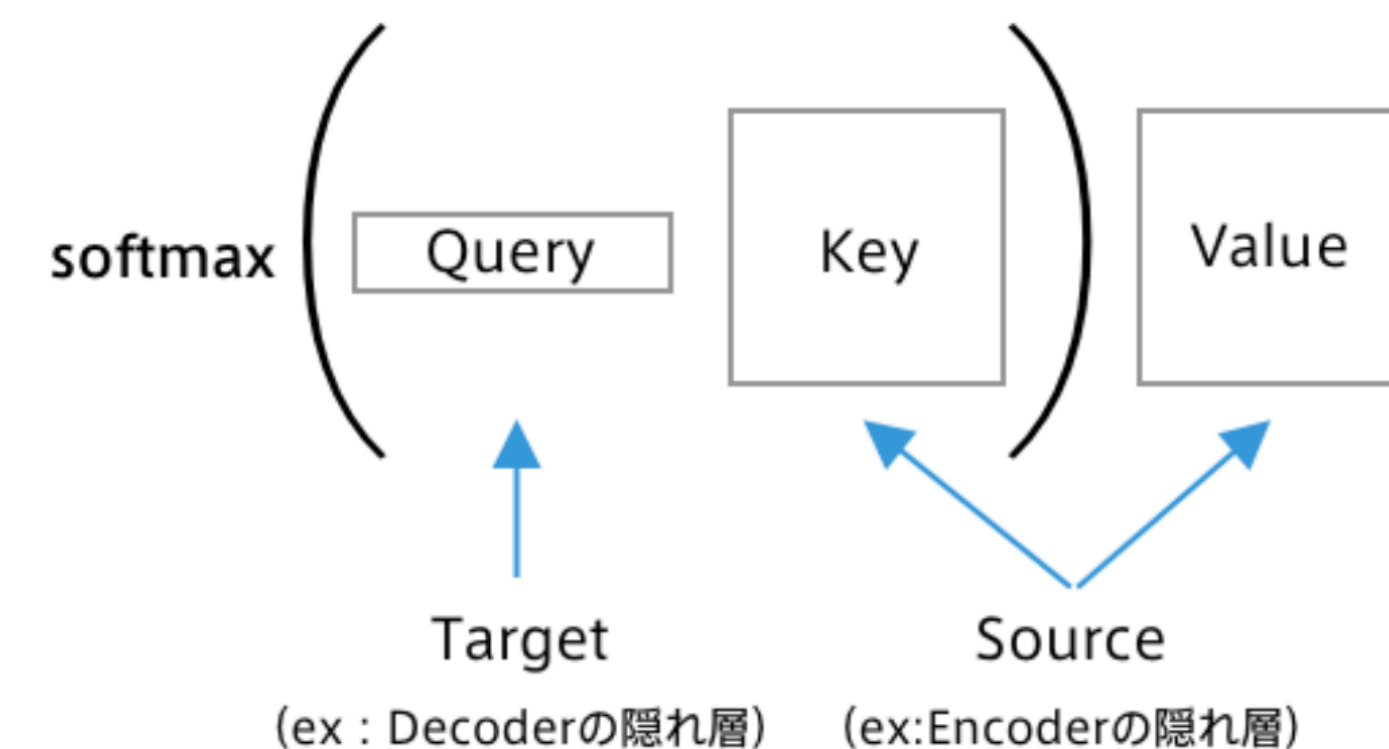 softmax Query Key Value
Target Source
(ex : Decoderの隠れ層) (ex:Encoderの隠れ層)